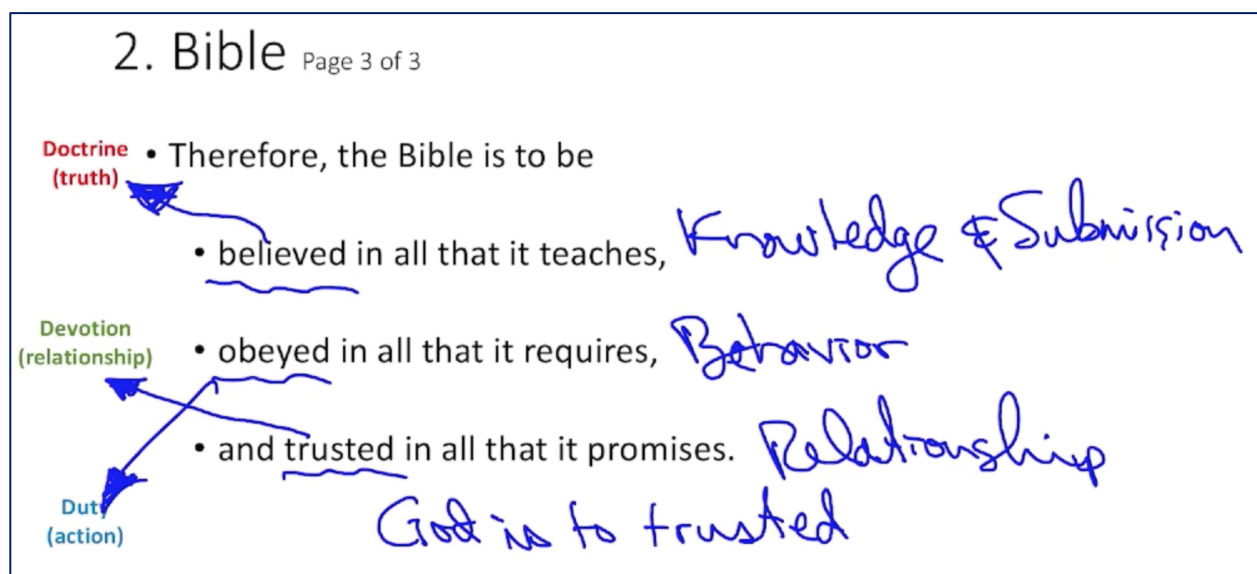 2. Bible Page 3 of 3
Doctrine
(truth)
• Therefore, the Bible is to be
• believed in all that it teaches, Knowledge & Submission
Devotion
(relationship)
• obeyed in all that it requires, Behavior
• and trusted in all that it promises. Relationship
Duty
(action)
God is to trusted